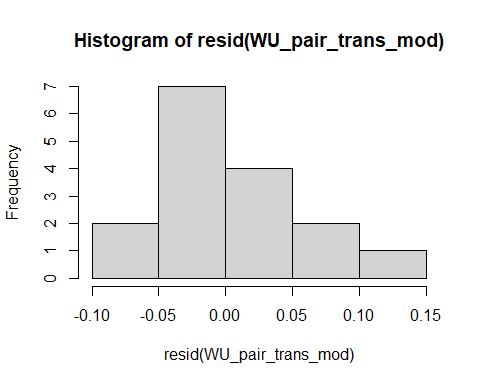 Histogram of resid(WU_pair_trans_mod)
Frequency
7
6
5
4
3
2
1
0
-0.10 -0.05 0.00 0.05 0.10 0.15
resid(WU_pair_trans_mod)